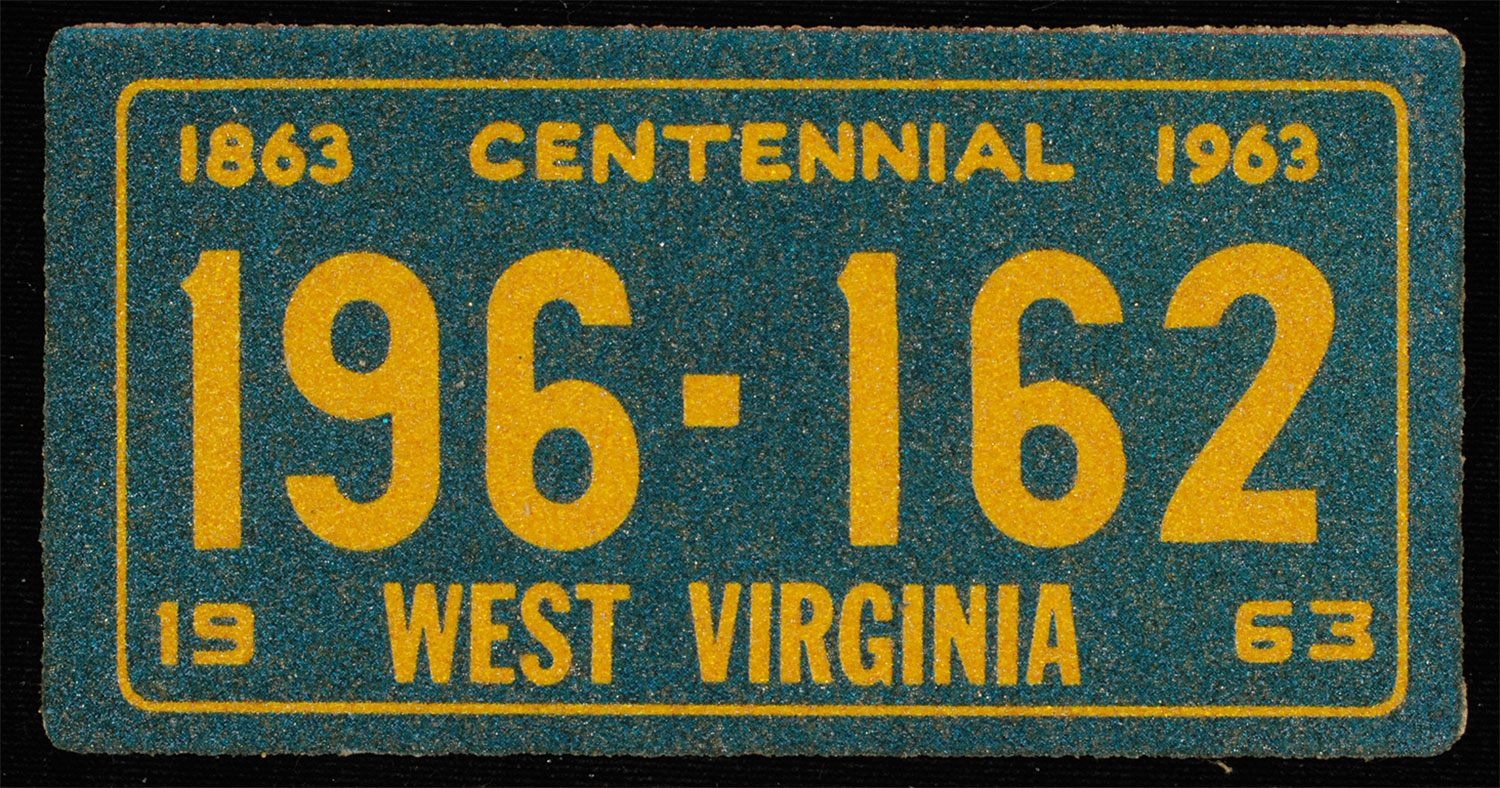 1863 CENTENNIAL 1963
196-162
19 WEST VIRGINIA 63